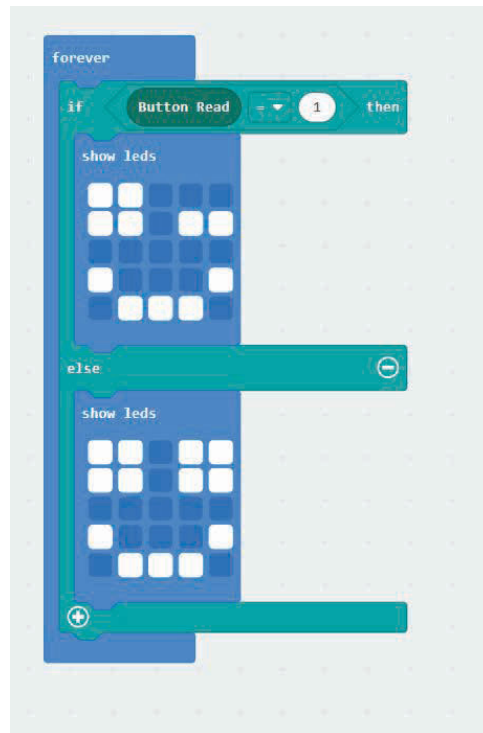 forever
if Button Read = 1 then
show leds
else
show leds